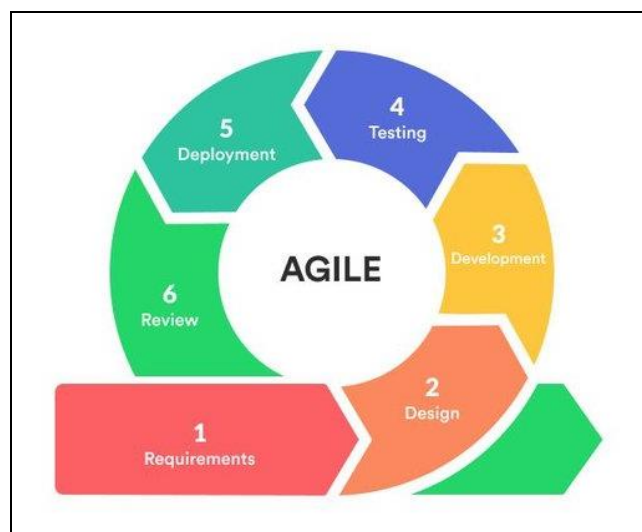 1
Requirements
2
Design
3
Development
4
Testing
5
Deployment
6
Review
AGILE